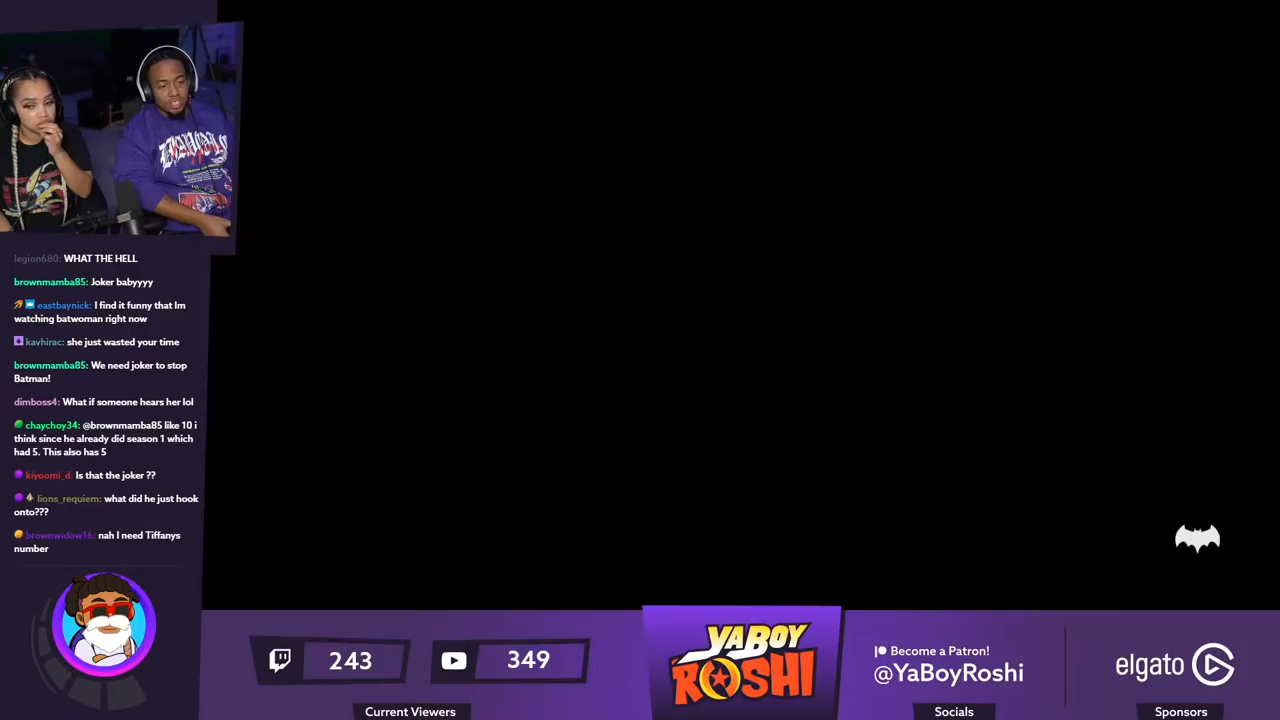 legion680: WHAT THE HELL
brownmamba85: Joker babyyyy
eastbaynick: I find it funny that Im
watching batwoman right now
kavhirac: she just wasted your time
brownmamba85: We need joker to stop
Batman!
dimboss4: What if someone hears her lol
chaychoy34: @brownmamba85 like 10 i
think since he already did season 1 which
had 5. This also has 5
kiyoomi_d: Is that the joker ??
lions_requiem: what did he just hook
onto???
brownwidow16: nah I need Tiffanys
number
243
349
Current Viewers
YABOY
ROSHI
Become a Patron!
@YaBoyRoshi
Socials
elgato
Sponsors